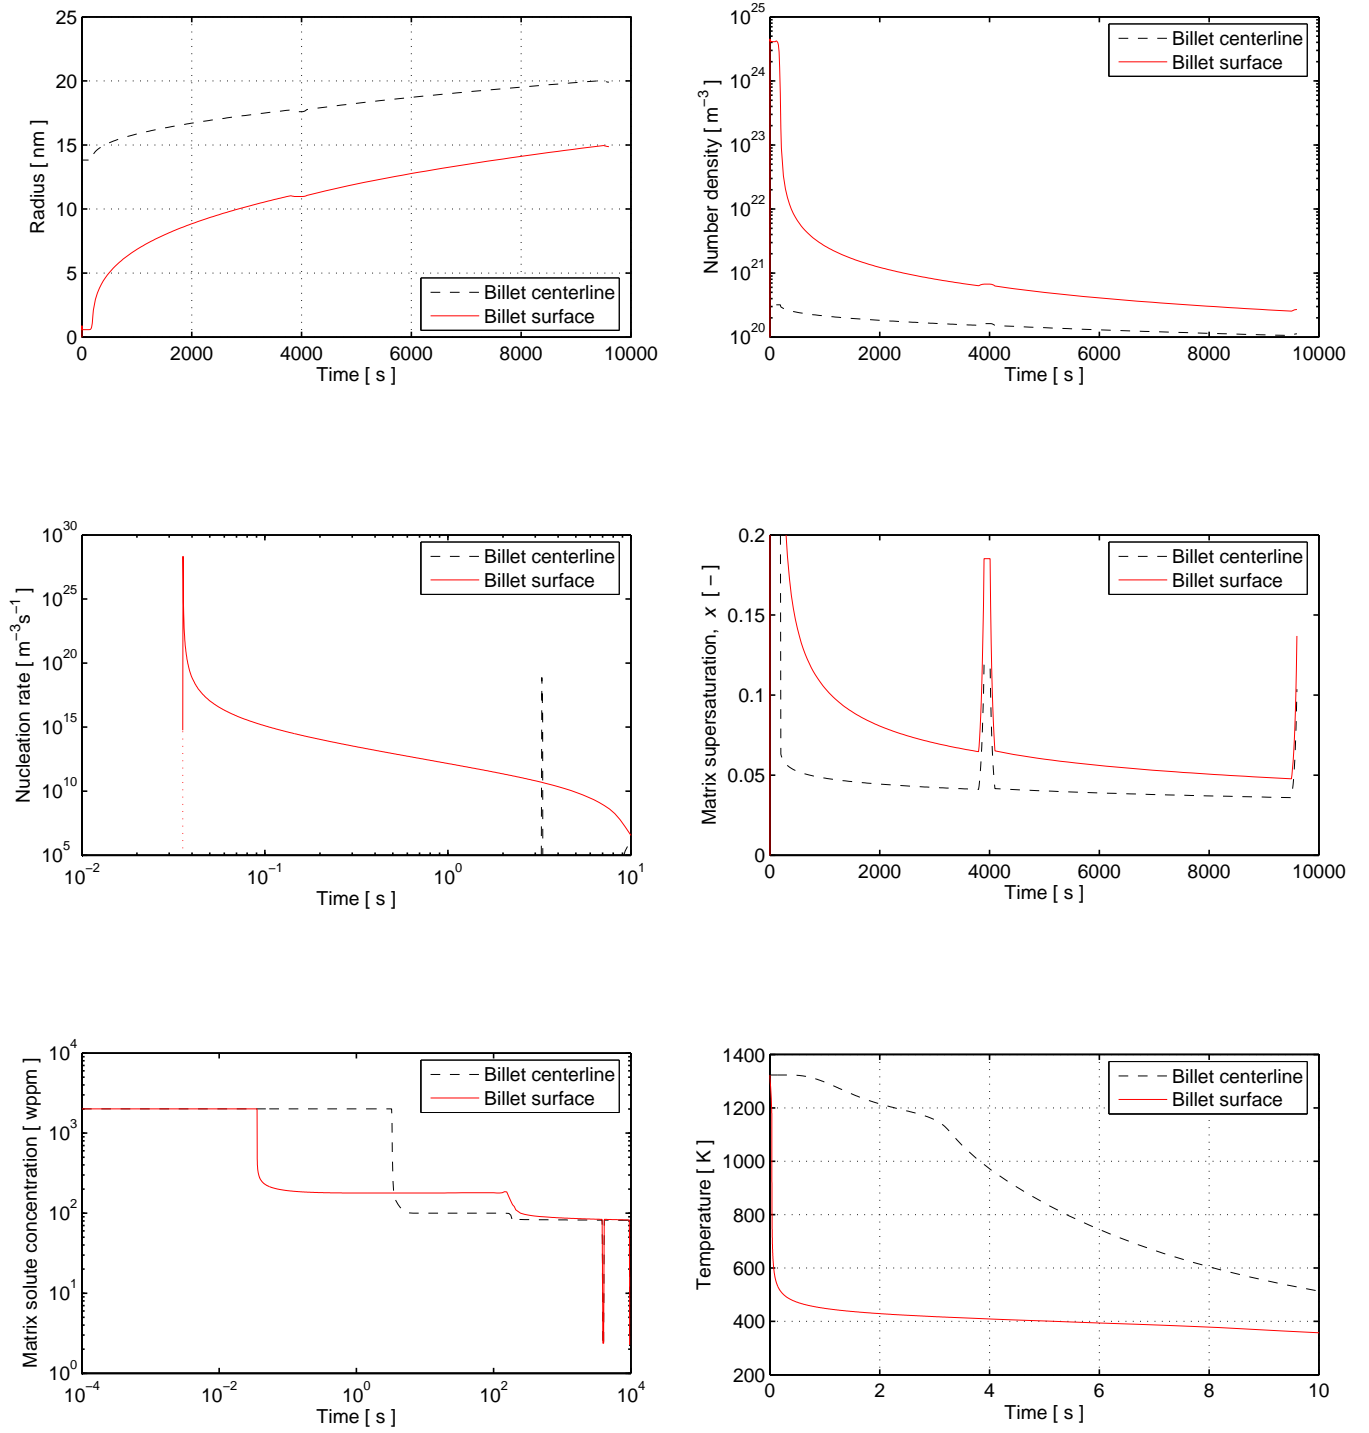 25
20
15
10
5
0
Radius [ nm ]
0 2000 4000 6000 8000 10000
Time [ s ]
Billet centerline
Billet surface
10^25
10^24
10^23
10^22
10^21
10^20
Number density [ m^−3 ]
0 2000 4000 6000 8000 10000
Time [ s ]
Billet centerline
Billet surface
10^30
10^25
10^20
10^15
10^10
10^5
Nucleation rate [ m^−3s^−1 ]
10^−2 10^−1 10^0 10^1
Time [ s ]
Billet centerline
Billet surface
0.2
0.15
0.1
0.05
0
Matrix supersaturation, x [ − ]
0 2000 4000 6000 8000 10000
Time [ s ]
Billet centerline
Billet surface
10^4
10^3
10^2
10^1
10^0
Matrix solute concentration [ wppm ]
10^−4 10^−2 10^0 10^2 10^4
Time [ s ]
Billet centerline
Billet surface
1400
1200
1000
800
600
400
200
Temperature [ K ]
0 2 4 6 8 10
Time [ s ]
Billet centerline
Billet surface